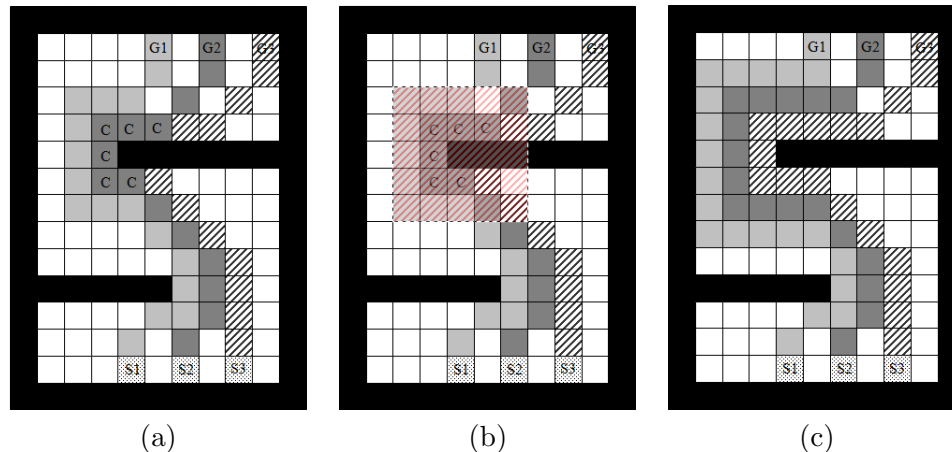 G1 G2 G3 G1 G2 G3 G1 G2 G3
C C C C C C
C C
C C C C
S1 S2 S3 S1 S2 S3 S1 S2 S3
(a) (b) (c)